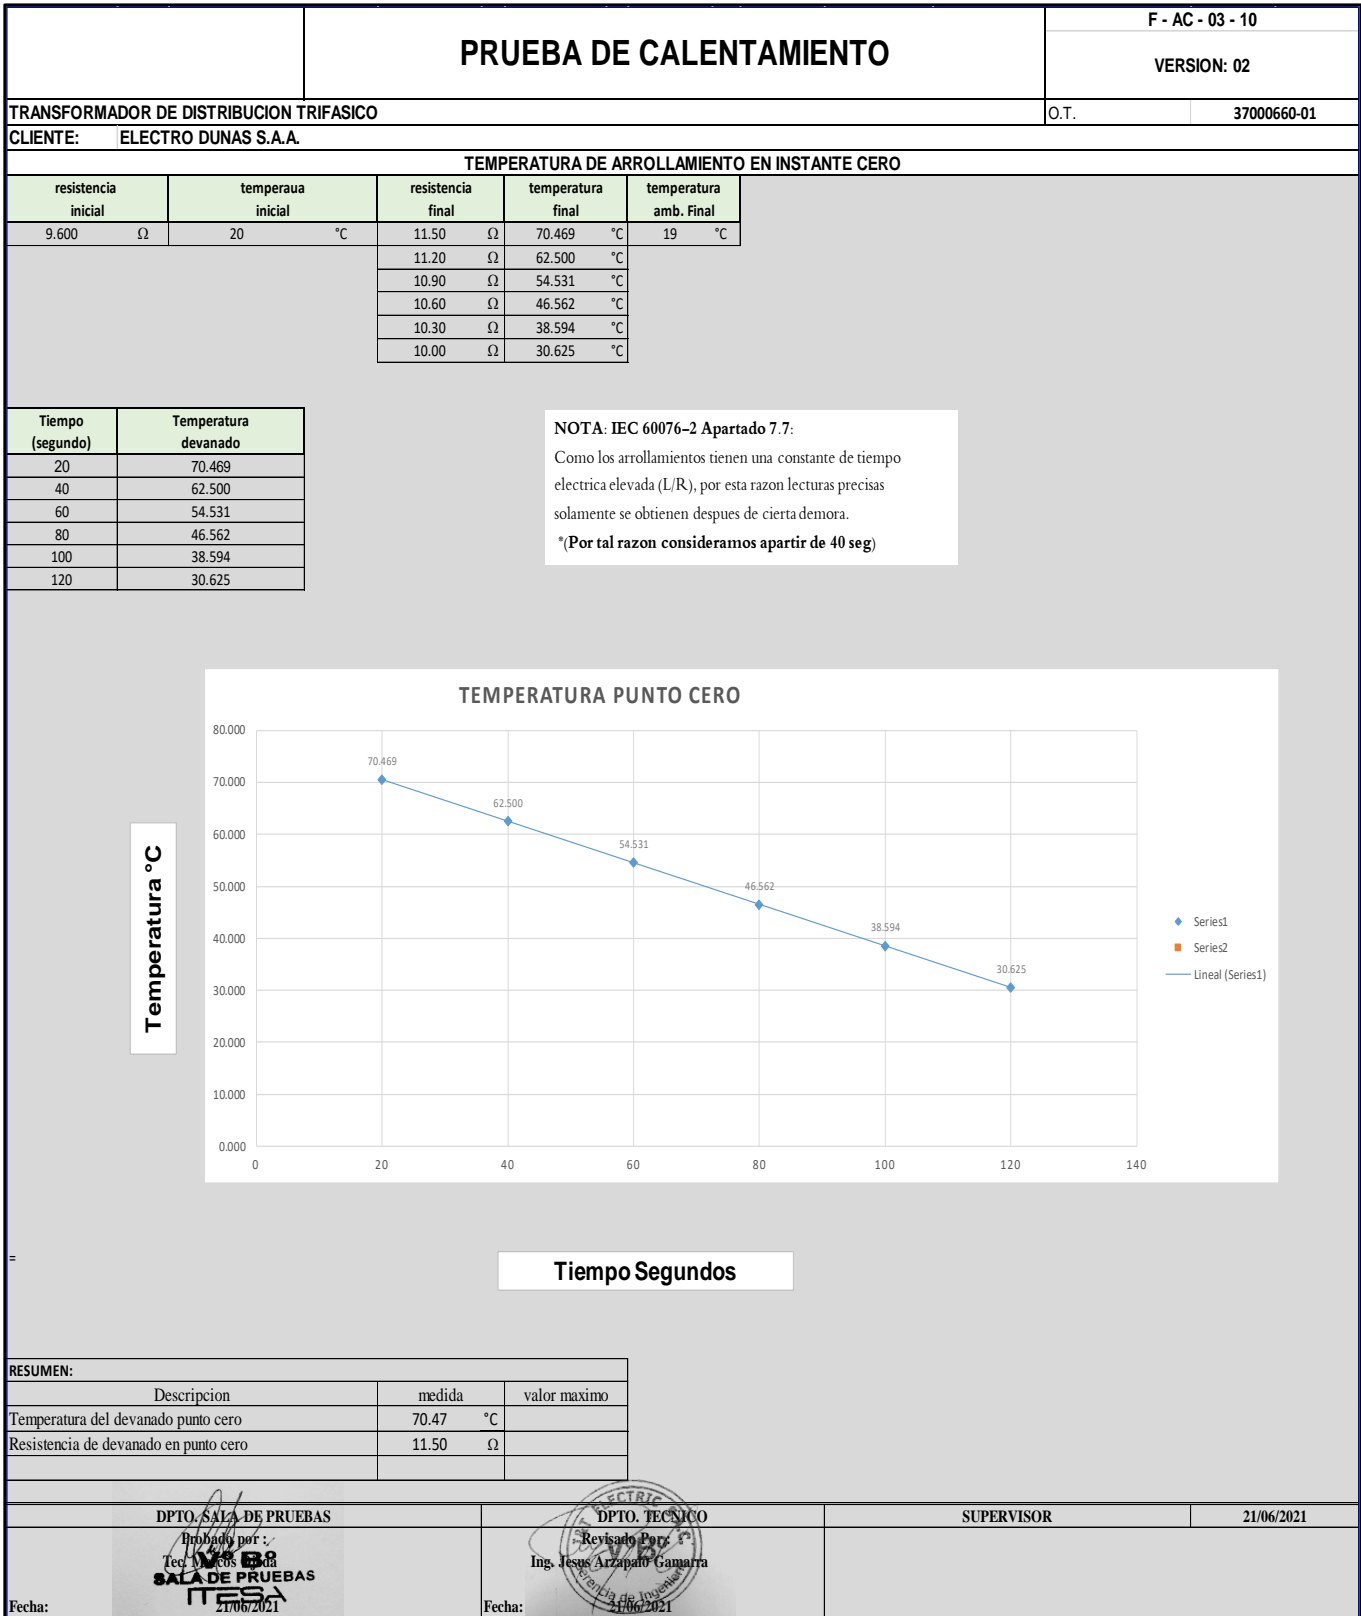 F - AC - 03 - 10
PRUEBA DE CALENTAMIENTO
VERSION: 02
TRANSFORMADOR DE DISTRIBUCION TRIFASICO O.T. 37000660-01
CLIENTE: ELECTRO DUNAS S.A.A.
TEMPERATURA DE ARROLLAMIENTO EN INSTANTE CERO
resistencia inicial temperaua inicial resistencia final temperatura final temperatura amb. Final
9.600 Ω 20 °C 11.50 Ω 70.469 °C 19 °C
11.20 Ω 62.500 °C
10.90 Ω 54.531 °C
10.60 Ω 46.562 °C
10.30 Ω 38.594 °C
10.00 Ω 30.625 °C
Tiempo (segundo) Temperatura devanado
20 70.469
40 62.500
60 54.531
80 46.562
100 38.594
120 30.625
NOTA: IEC 60076–2 Apartado 7.7:
Como los arrollamientos tienen una constante de tiempo
electrica elevada (L/R), por esta razon lecturas precisas
solamente se obtienen despues de cierta demora.
*(Por tal razon consideramos apartir de 40 seg)
TEMPERATURA PUNTO CERO
80.000
70.000
60.000
50.000
40.000
30.000
20.000
10.000
0.000
70.469
62.500
54.531
46.562
38.594
30.625
0 20 40 60 80 100 120 140
Temperatura °C
Series1
Series2
Lineal (Series1)
=
Tiempo Segundos
RESUMEN:
Descripcion medida valor maximo
Temperatura del devanado punto cero 70.47 °C
Resistencia de devanado en punto cero 11.50 Ω
DPTO. SALA DE PRUEBAS DPTO. TECNICO SUPERVISOR 21/06/2021
Probado por : Revisado Por :
Tec. Marcos Ing. Jesus Arzapalo Gamarra
VºBº
SALA DE PRUEBAS
ITESA
ELECTRIC S.A.C.
VºBº
Gerencia de Ingeniería
Fecha: 21/06/2021 Fecha: 21/06/2021